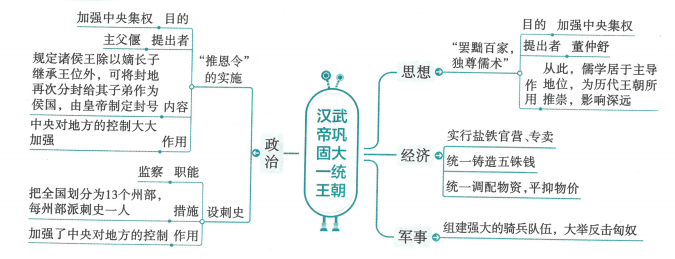 汉武
帝巩
固大
一统
王朝
政治
“推恩令”
的实施
加强中央集权 目的
主父偃 提出者
规定诸侯王除以嫡长子
继承王位外，可将封地
再次分封给其子弟作为
侯国，由皇帝制定封号 内容
中央对地方的控制大大
加强 作用
设刺史
监察 职能
把全国划分为13个州部，
每州部派刺史一人 措施
加强了中央对地方的控制 作用
思想
“罢黜百家，
独尊儒术”
目的 加强中央集权
提出者 董仲舒
作用
从此，儒学居于主导
地位，为历代王朝所
推崇，影响深远
经济
实行盐铁官营、专卖
统一铸造五铢钱
统一调配物资，平抑物价
军事
组建强大的骑兵队伍，大举反击匈奴